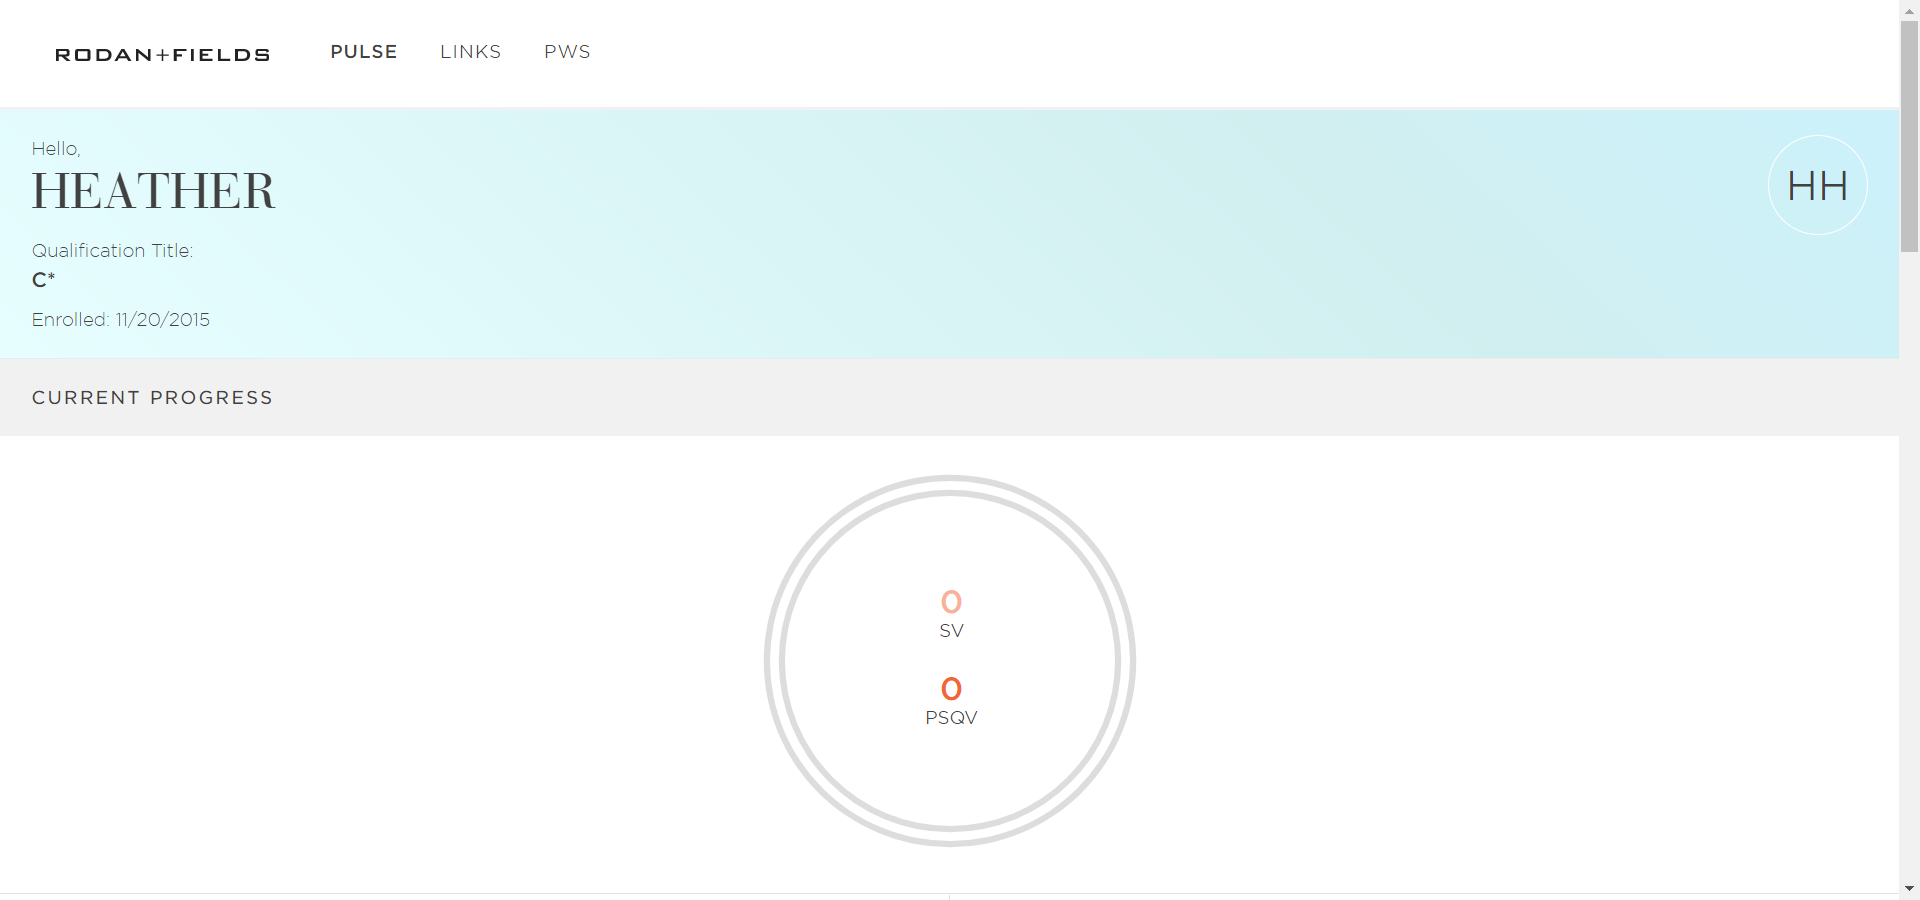 RODAN+FIELDS PULSE LINKS PWS
Hello,
HEATHER
HH
Qualification Title:
C*
Enrolled: 11/20/2015
CURRENT PROGRESS
0
SV
0
PSQV